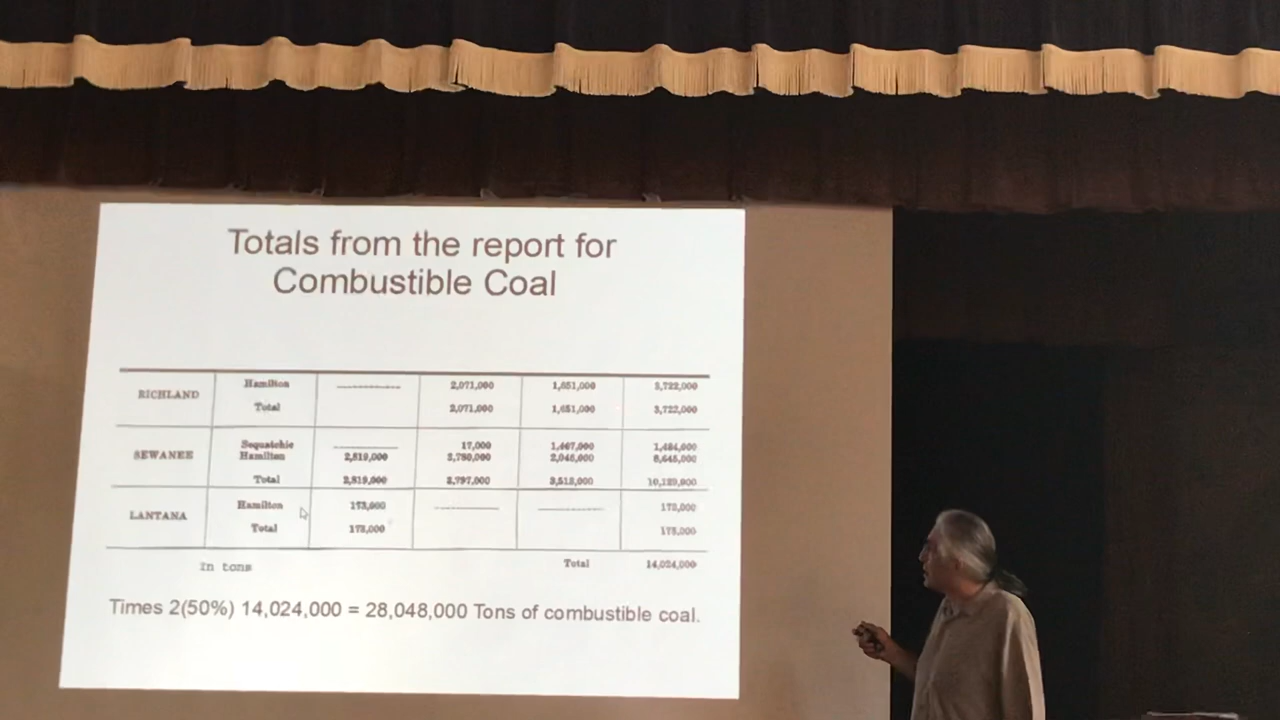 Totals from the report for
Combustible Coal
RICHLAND
Hamilton 2,071,000 1,651,000 3,722,000
Total 2,071,000 1,651,000 3,722,000
SEWANEE
Sequatchie 17,000 1,467,000 1,484,000
Hamilton 2,819,000 3,780,000 2,046,000 8,645,000
Total 2,819,000 3,797,000 3,513,000 10,129,000
LANTANA
Hamilton 173,000 173,000
Total 173,000 173,000
In tons Total 14,024,000
Times 2(50%) 14,024,000 = 28,048,000 Tons of combustible coal.